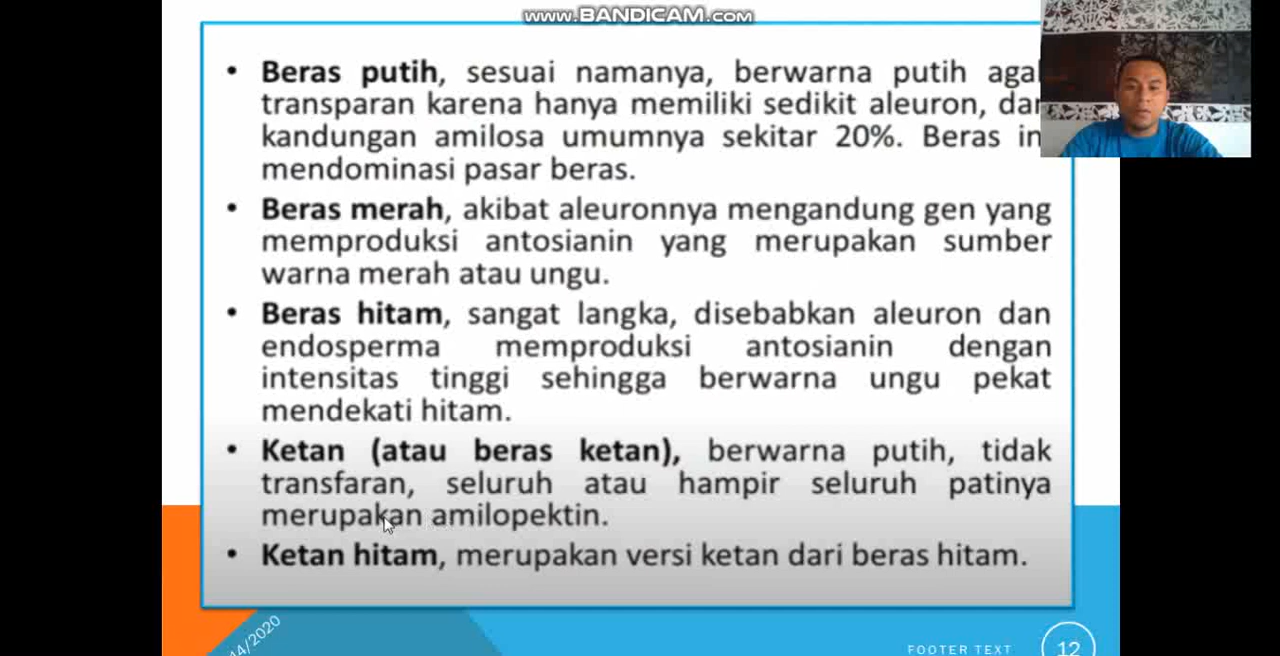 www.BANDICAM.com
• Beras putih, sesuai namanya, berwarna putih
transparan karena hanya memiliki sedikit aleuron,
kandungan amilosa umumnya sekitar 20%. Beras
mendominasi pasar beras.
• Beras merah, akibat aleuronnya mengandung gen yang
memproduksi antosianin yang merupakan sumber
warna merah atau ungu.
• Beras hitam, sangat langka, disebabkan aleuron dan
endosperma memproduksi antosianin dengan
intensitas tinggi sehingga berwarna ungu pekat
mendekati hitam.
• Ketan (atau beras ketan), berwarna putih, tidak
transfaran, seluruh atau hampir seluruh patinya
merupakan amilopektin.
• Ketan hitam, merupakan versi ketan dari beras hitam.
FOOTER TEXT
12